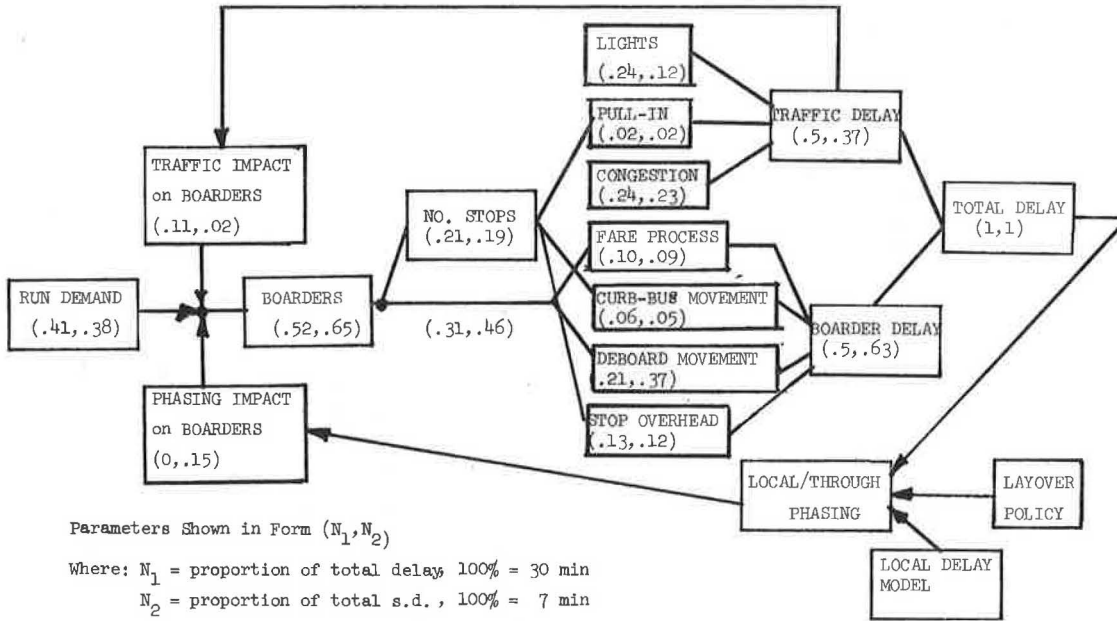 LIGHTS
(.24,.12)
PULL-IN
(.02,.02)
CONGESTION
(.24,.23)
TRAFFIC DELAY
(.5,.37)
TRAFFIC IMPACT
on BOARDERS
(.11,.02)
NO. STOPS
(.21,.19)
TOTAL DELAY
(1,1)
FARE PROCESS
(.10,.09)
RUN DEMAND
(.41,.38)
BOARDERS
(.52,.65)
(.31,.46)
CURB-BUS MOVEMENT
(.06,.05)
BOARDER DELAY
(.5,.63)
DEBOARD MOVEMENT
(.21,.37)
PHASING IMPACT
on BOARDERS
(0,.15)
STOP OVERHEAD
(.13,.12)
LOCAL/THROUGH
PHASING
LAYOVER
POLICY
LOCAL DELAY
MODEL
Parameters Shown in Form (N1,N2)
Where: N1 = proportion of total delay, 100% = 30 min
N2 = proportion of total s.d., 100% = 7 min